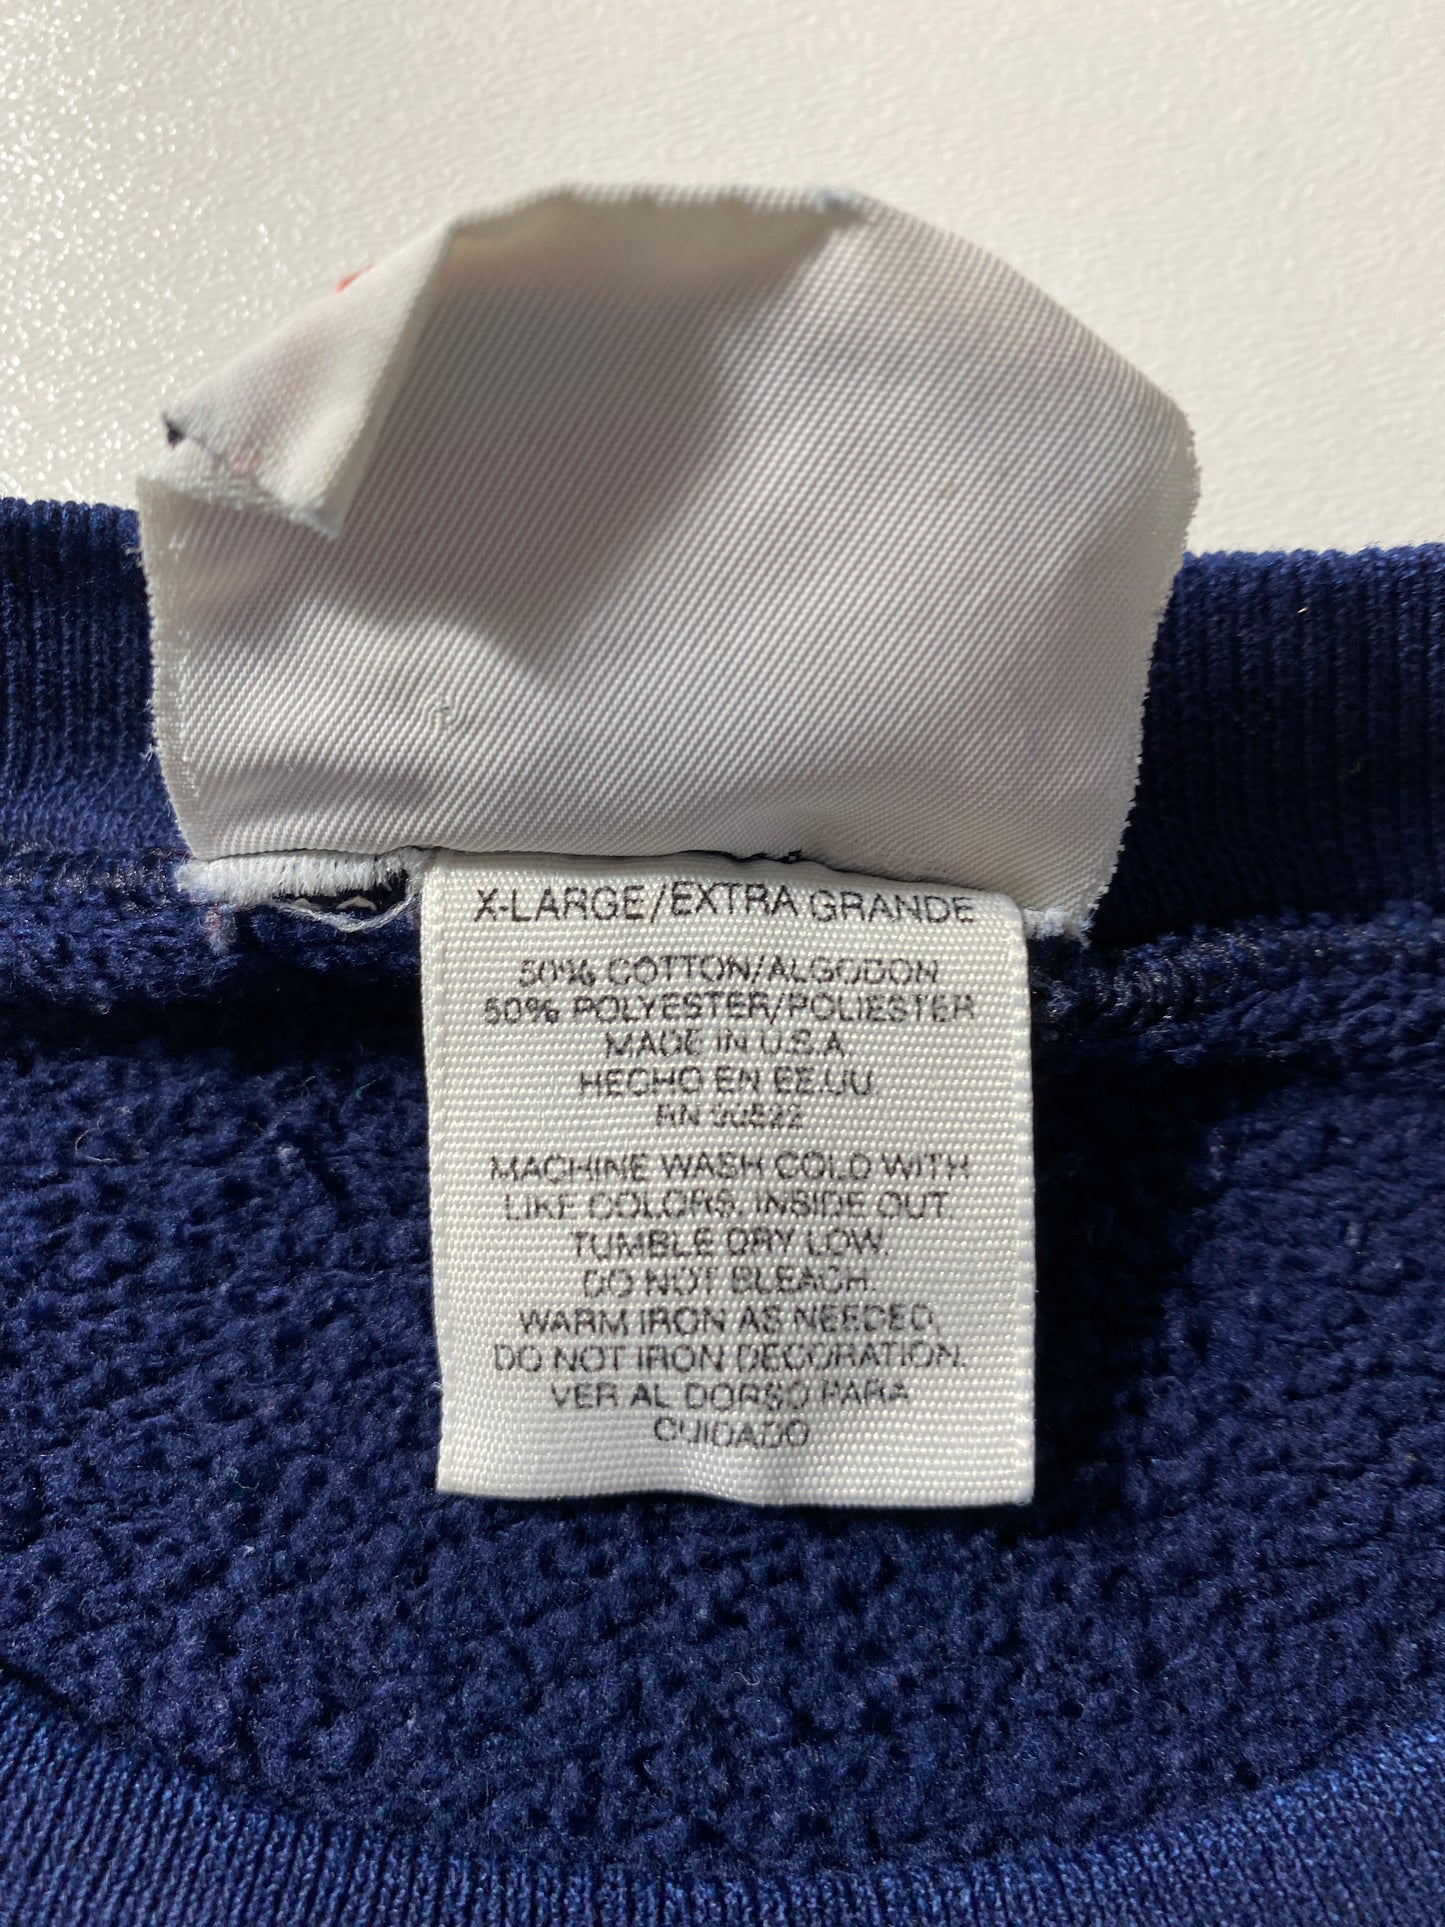 X-LARGE/EXTRA GRANDE
50% COTTON/ALGODON
50% POLYESTER/POLIESTER
MADE IN U.S.A.
HECHO EN EE.UU.
RN
MACHINE WASH COLD WITH
LIKE COLORS, INSIDE OUT.
TUMBLE DRY LOW.
DO NOT BLEACH.
WARM IRON AS NEEDED,
DO NOT IRON DECORATION.
VER AL DORSO PARA
CUIDADO